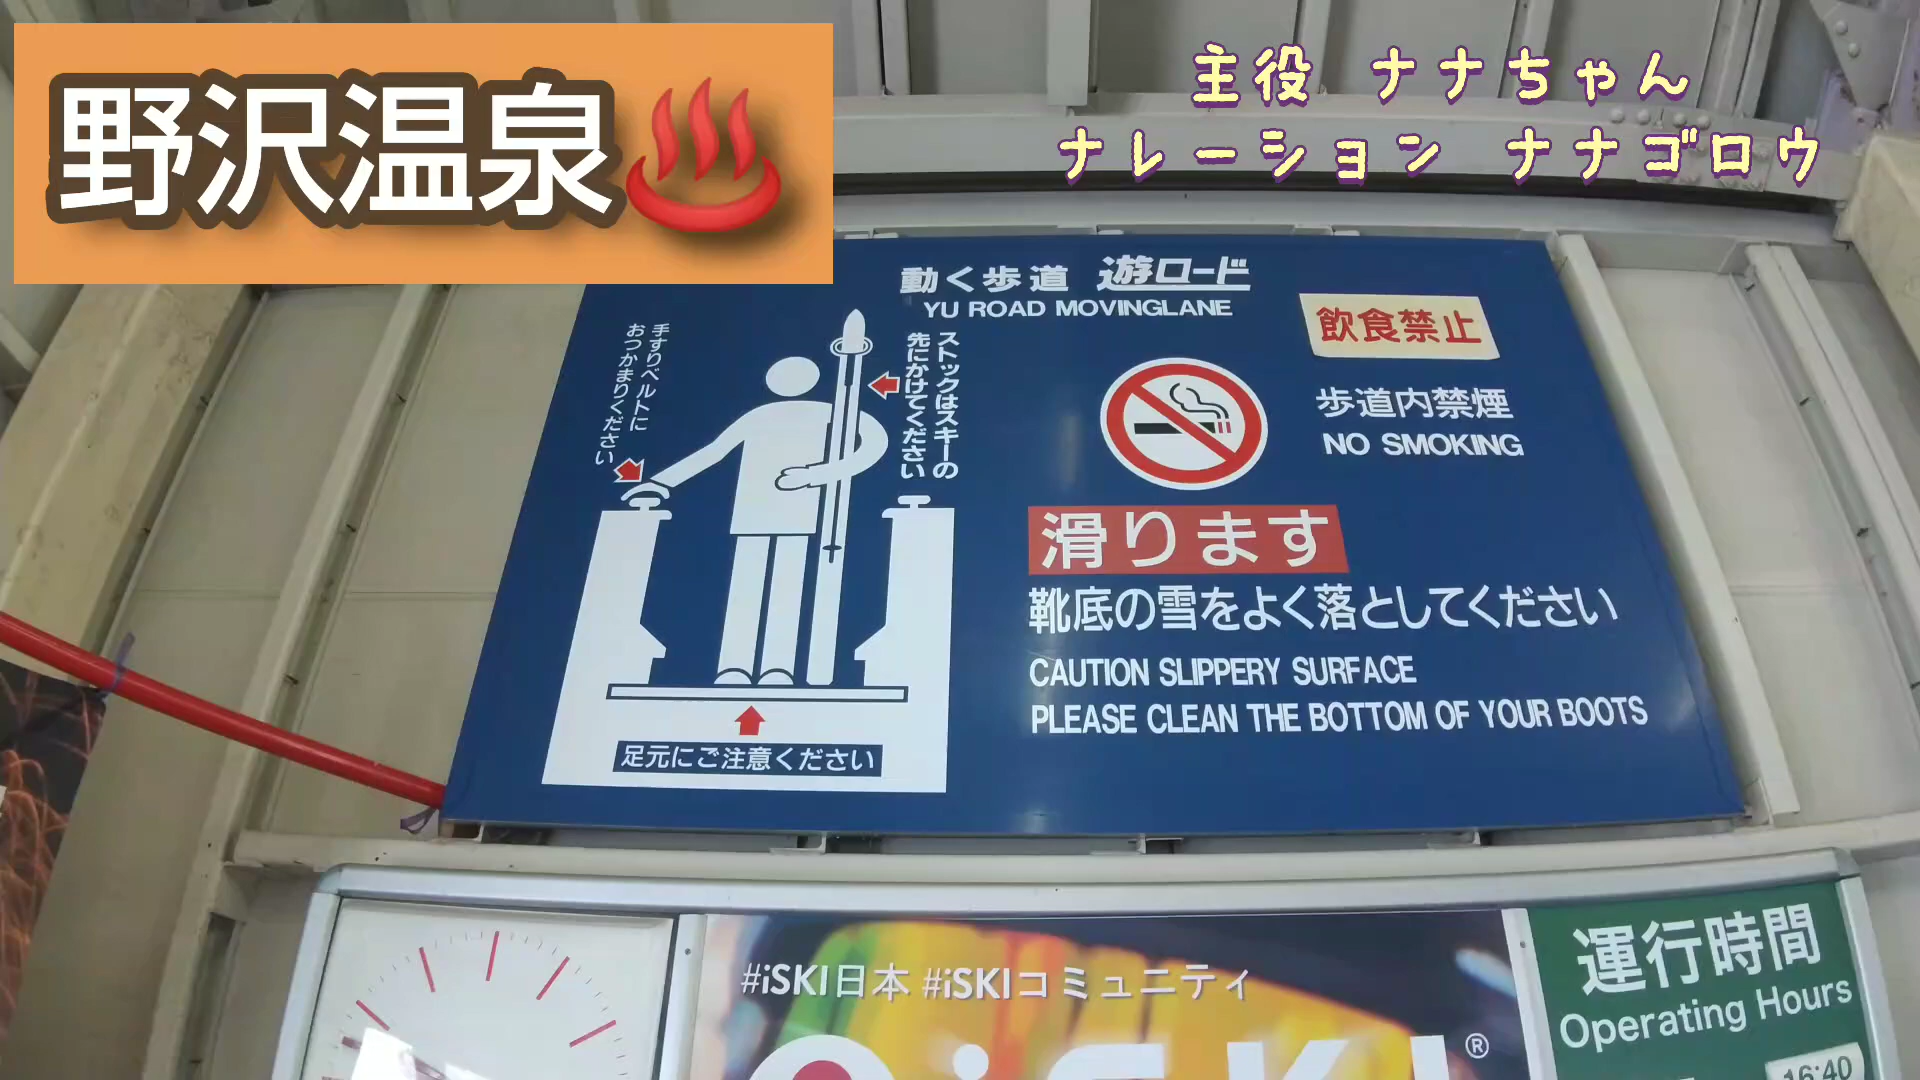 野沢温泉♨
主役 ナナちゃん
ナレーション ナナゴロウ
動く歩道 遊ロード
YU ROAD MOVINGLANE
手すりベルトに
おつかまりください
ストックはスキーの
先にかけてください
足元にご注意ください
飲食禁止
歩道内禁煙
NO SMOKING
滑ります
靴底の雪をよく落としてください
CAUTION SLIPPERY SURFACE
PLEASE CLEAN THE BOTTOM OF YOUR BOOTS
#iSKI日本 #iSKIコミュニティ
iSKI®
運行時間
Operating Hours
16:40